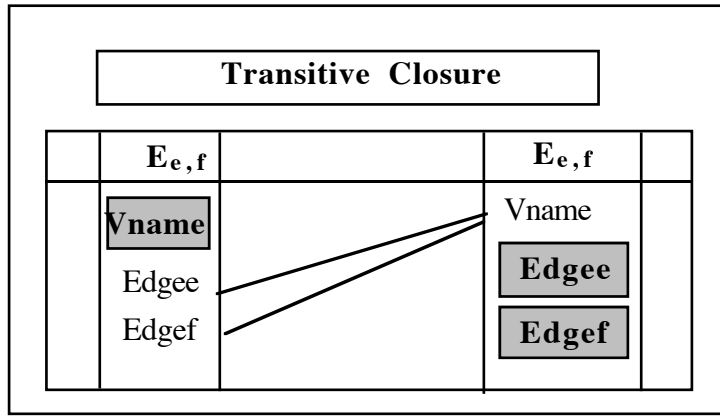 Transitive Closure
Ee,f Ee,f
Vname Vname
Edgee Edgee
Edgef Edgef